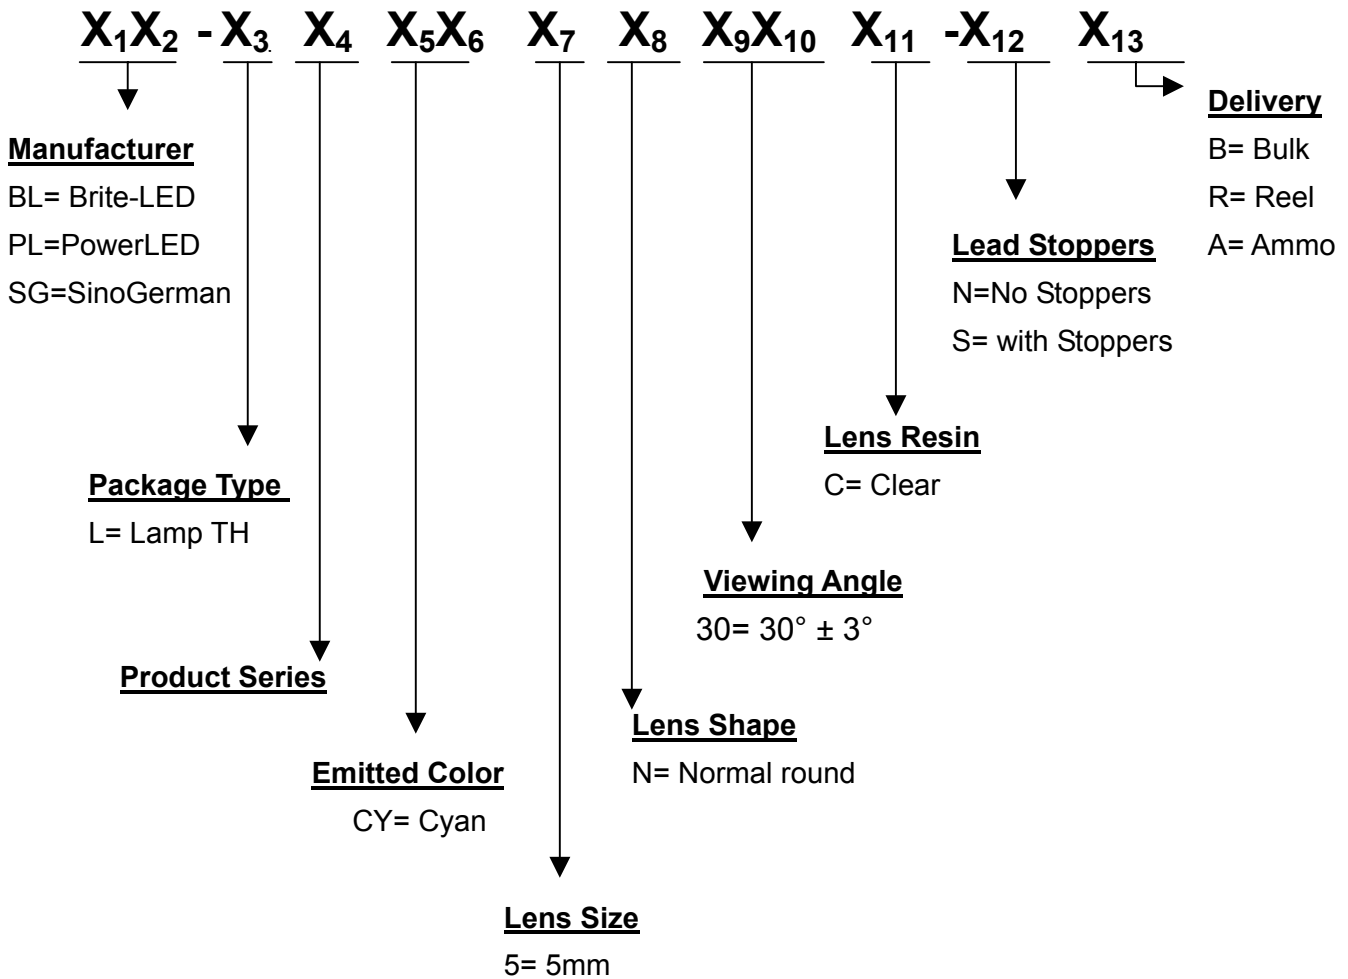 X₁X₂ - X₃ X₄ X₅X₆ X₇ X₈ X₉X₁₀ X₁₁ -X₁₂ X₁₃
Manufacturer
BL= Brite-LED
PL=PowerLED
SG=SinoGerman
Package Type
L= Lamp TH
Product Series
Emitted Color
CY= Cyan
Lens Size
5= 5mm
Lens Shape
N= Normal round
Viewing Angle
30= 30° ± 3°
Lens Resin
C= Clear
Lead Stoppers
N=No Stoppers
S= with Stoppers
Delivery
B= Bulk
R= Reel
A= Ammo